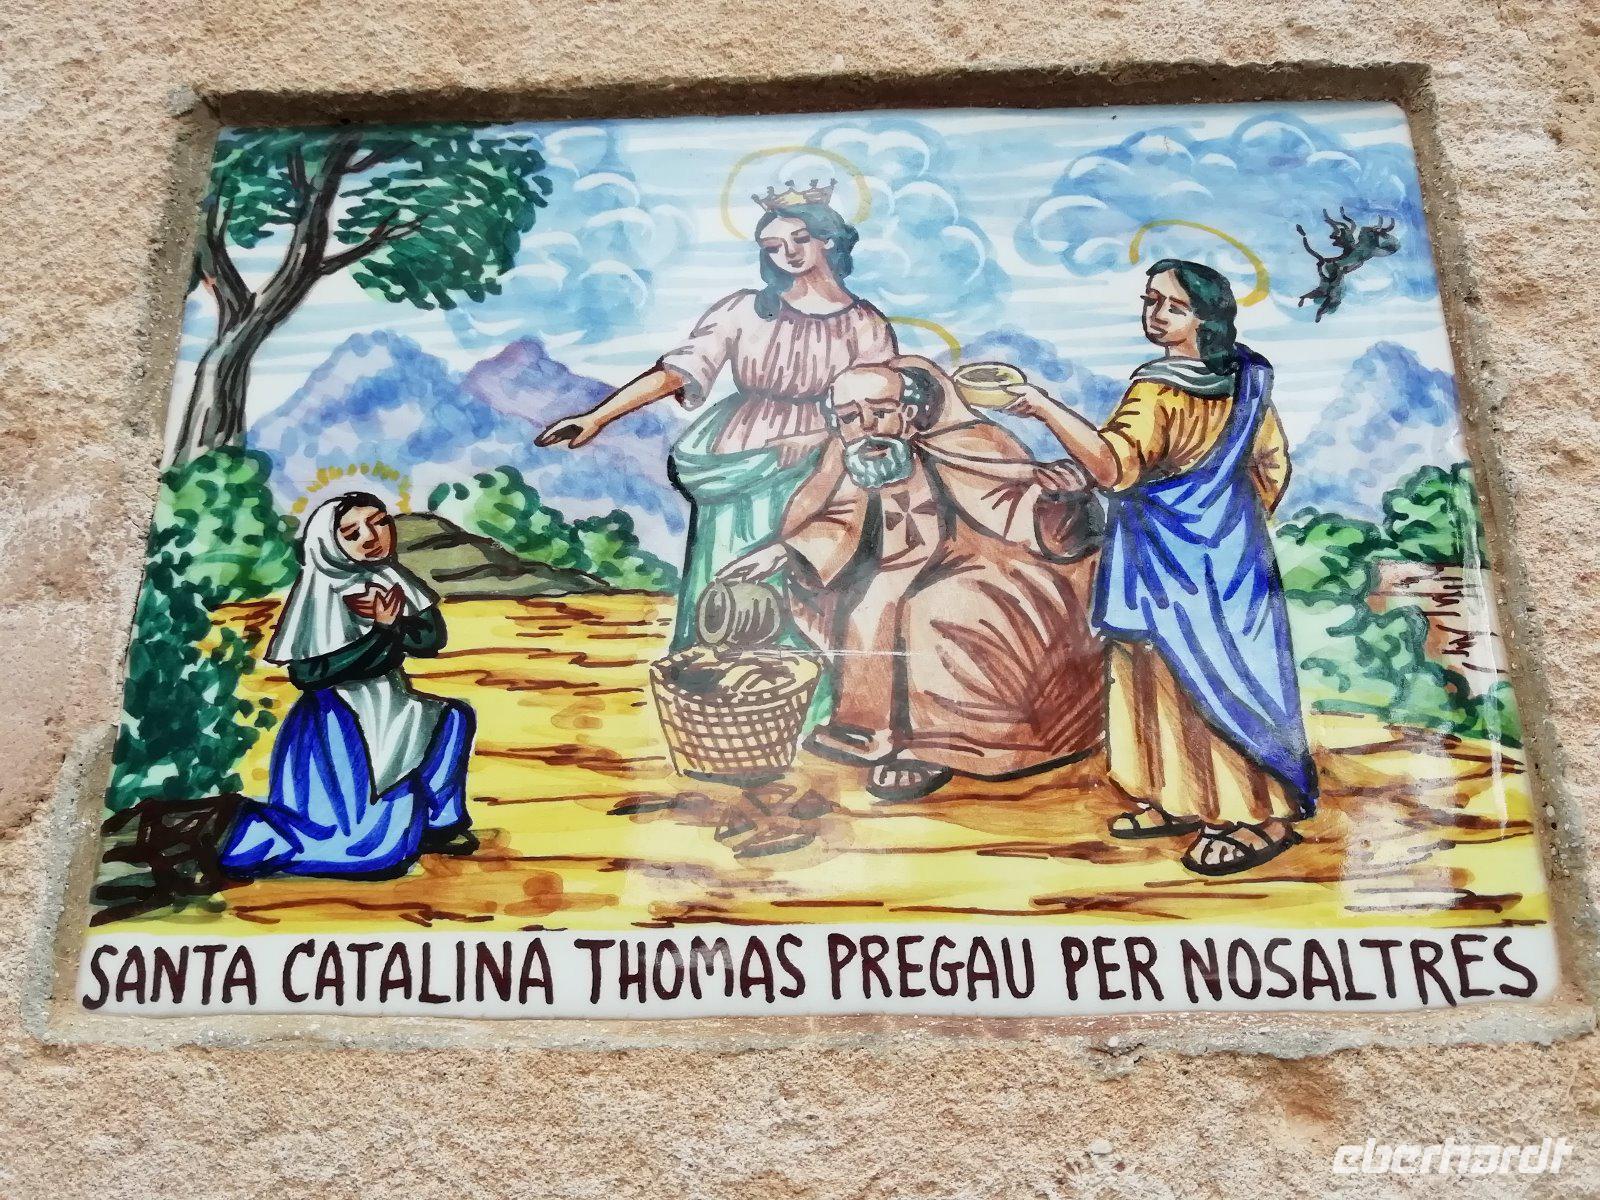 SANTA CATALINA THOMAS PREGAU PER NOSALTRES
eberhardt